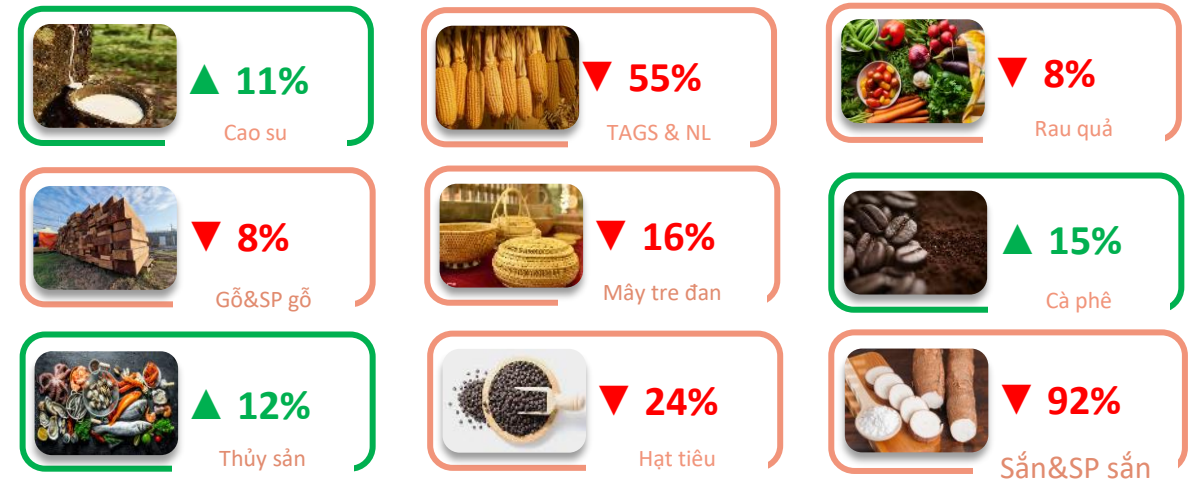 ▲ 11%
Cao su
▼ 55%
TAGS & NL
▼ 8%
Rau quả
▼ 8%
Gỗ&SP gỗ
▼ 16%
Mây tre đan
▲ 15%
Cà phê
▲ 12%
Thủy sản
▼ 24%
Hạt tiêu
▼ 92%
Sắn&SP sắn